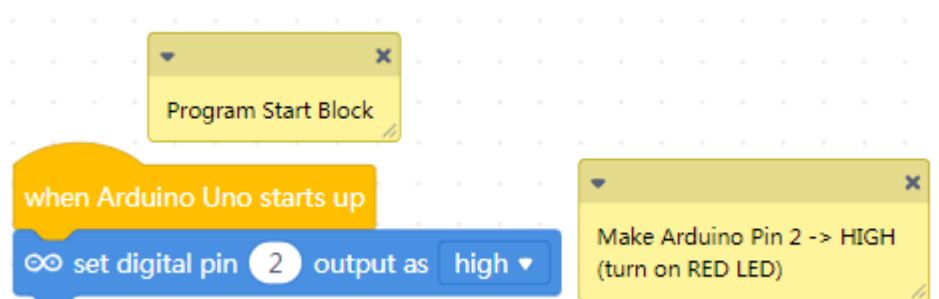 Program Start Block
when Arduino Uno starts up
set digital pin 2 output as high
Make Arduino Pin 2 -> HIGH
(turn on RED LED)